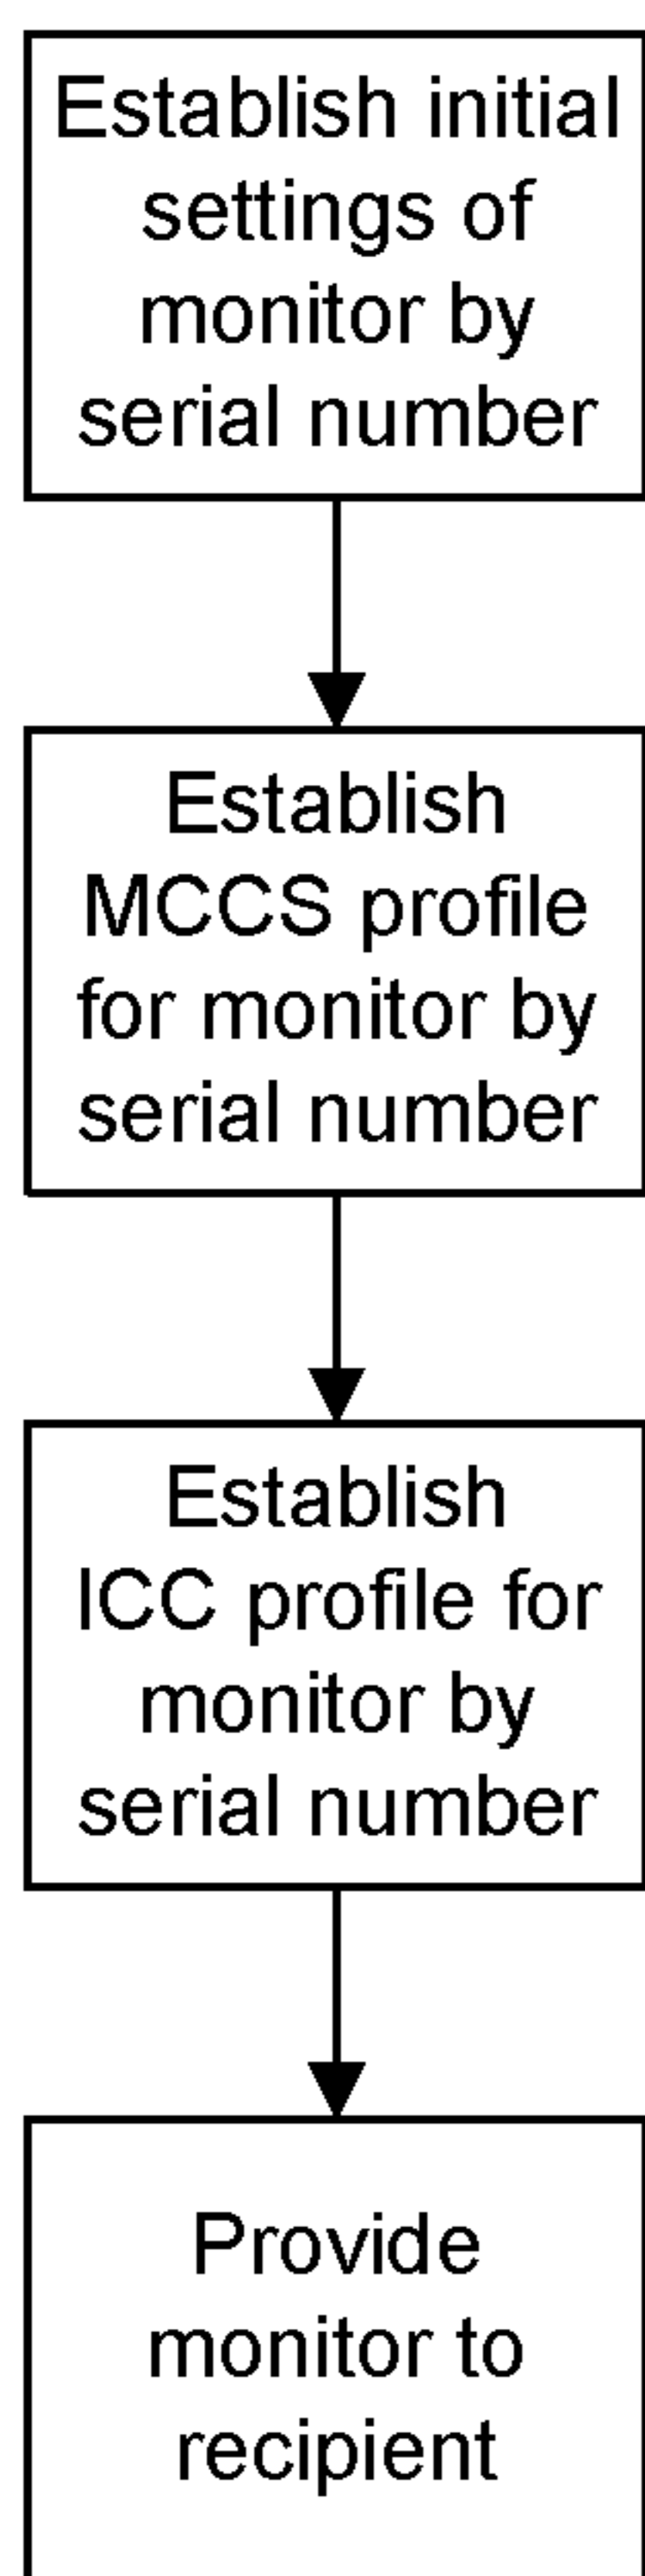 Establish initial
settings of
monitor by
serial number
Establish
MCCS profile
for monitor by
serial number
Establish
ICC profile for
monitor by
serial number
Provide
monitor to
recipient